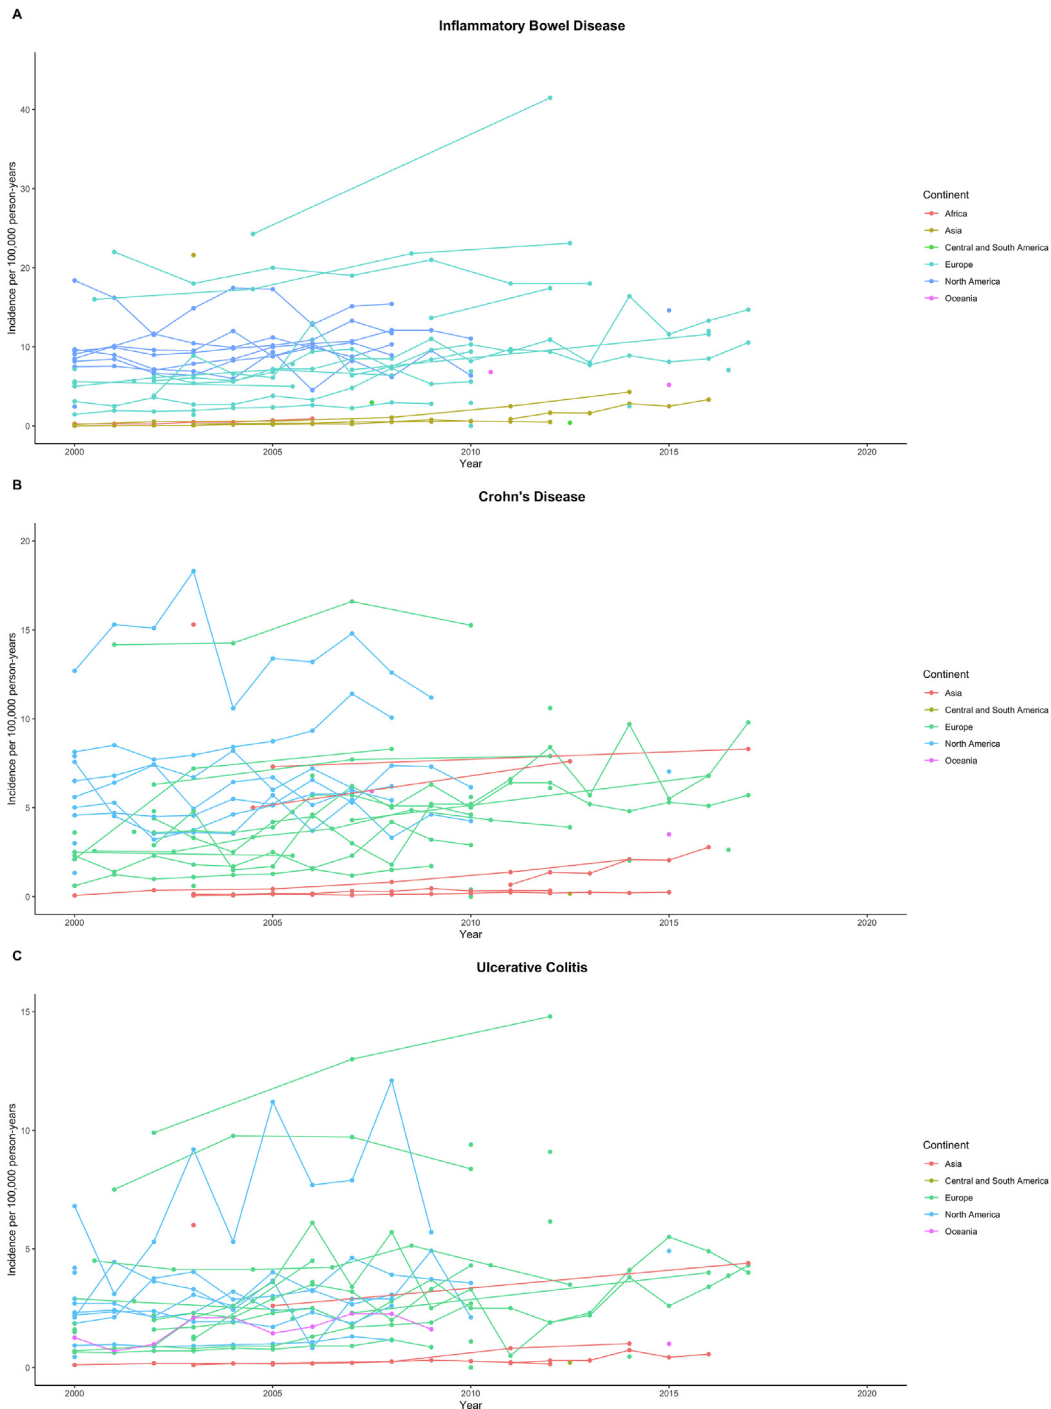 A
Inflammatory Bowel Disease
Incidence per 100,000 person-years
40
30
20
10
0
2000 2005 2010 2015 2020
Year
Continent
Africa
Asia
Central and South America
Europe
North America
Oceania
B
Crohn's Disease
Incidence per 100,000 person-years
20
15
10
5
0
2000 2005 2010 2015 2020
Year
Continent
Asia
Central and South America
Europe
North America
Oceania
C
Ulcerative Colitis
Incidence per 100,000 person-years
15
10
5
0
2000 2005 2010 2015 2020
Year
Continent
Asia
Central and South America
Europe
North America
Oceania